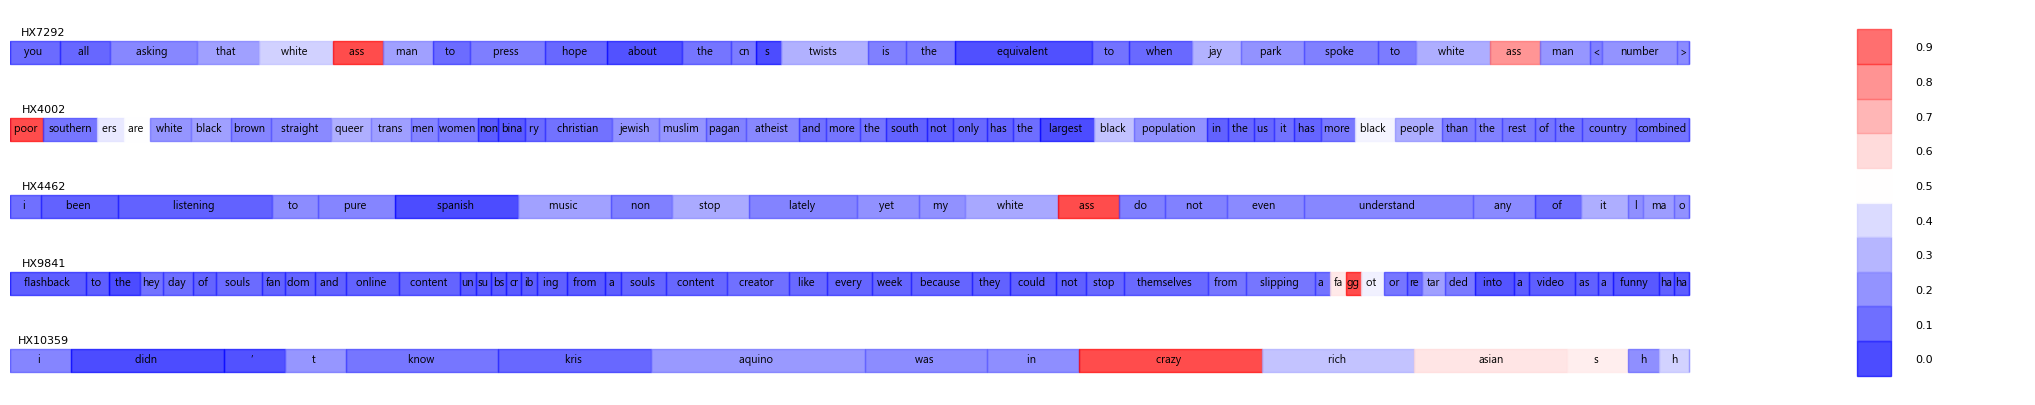 HX7292
you all asking that white ass man to press hope about the cn s twists is the equivalent to when jay park spoke to white ass man < number >
HX4002
poor southern ers are white black brown straight queer trans men women non bina ry christian jewish muslim pagan atheist and more the south not only has the largest black population in the us it has more black people than the rest of the country combined
HX4462
i been listening to pure spanish music non stop lately yet my white ass do not even understand any of it l ma o
HX9841
flashback to the hey day of souls fan dom and online content un su bs cr ib ing from a souls content creator like every week because they could not stop themselves from slipping a fa gg ot or re tar ded into a video as a funny ha ha
HX10359
i didn ' t know kris aquino was in crazy rich asian s h h
0.9
0.8
0.7
0.6
0.5
0.4
0.3
0.2
0.1
0.0